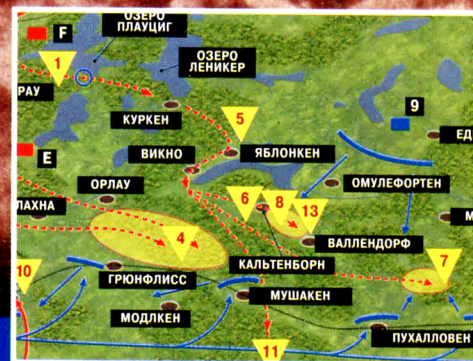 F
ОЗЕРО
ПЛАУЦИГ
ОЗЕРО
ЛЕНИКЕР
1
РАУ
КУРКЕН
5
9
ЕД
E
ВИКНО
ЯБЛОНКЕН
ОРЛАУ
ОМУЛЕФОРТЕН
ЛАХНА
6
8
13
М
ВАЛЛЕНДОРФ
4
КАЛЬТЕНБОРН
7
10
ГРЮНФЛИСС
МУШАКЕН
МОДЛКЕН
ПУХАЛЛОВЕН
11